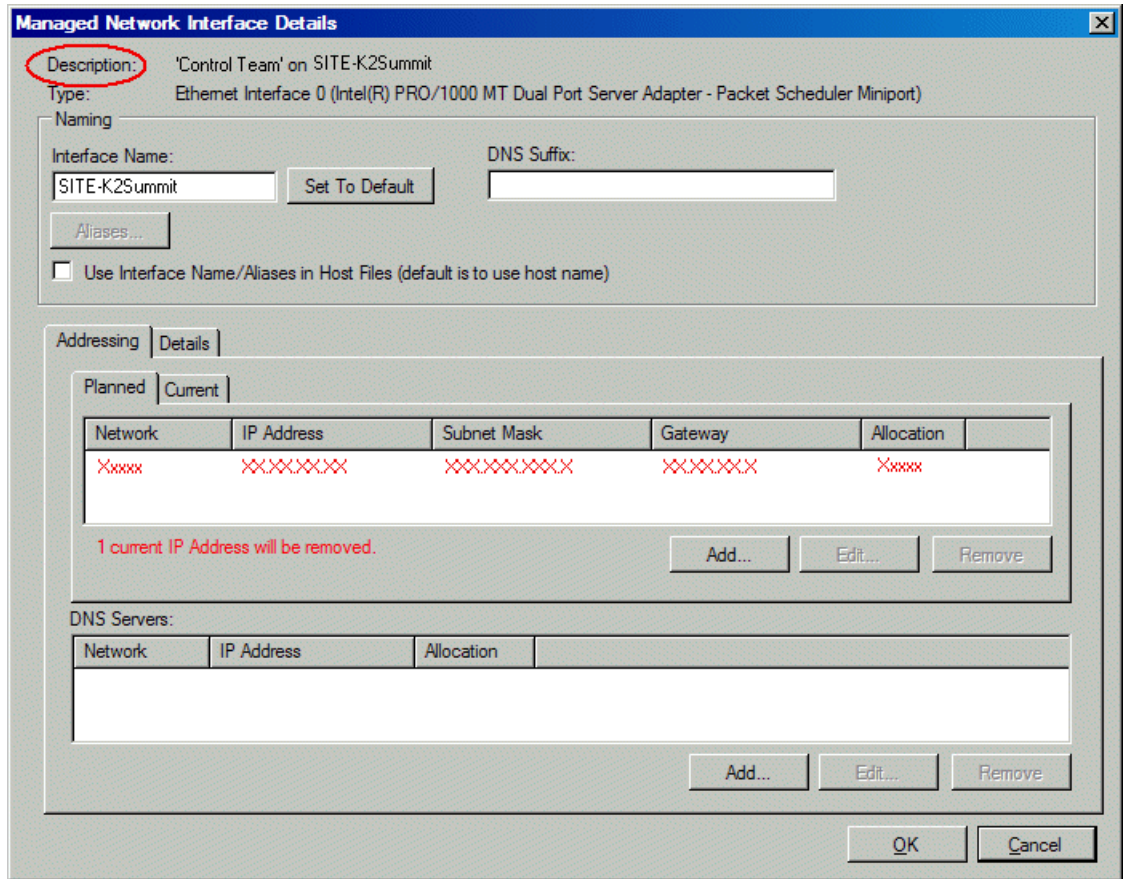 Managed Network Interface Details
Description: 'Control Team' on SITE-K2Summit
Type: Ethernet Interface 0 (Intel(R) PRO/1000 MT Dual Port Server Adapter - Packet Scheduler Miniport)
Naming
Interface Name: DNS Suffix:
SITE-K2Summit Set To Default
Aliases...
Use Interface Name/Aliases in Host Files (default is to use host name)
Addressing Details
Planned Current
Network IP Address Subnet Mask Gateway Allocation
Xxxxx XX.XX.XX.XX XXX.XXX.XXX.X XX.XX.XX.X Xxxxx
1 current IP Address will be removed.
Add... Edit... Remove
DNS Servers:
Network IP Address Allocation
Add... Edit... Remove
OK Cancel